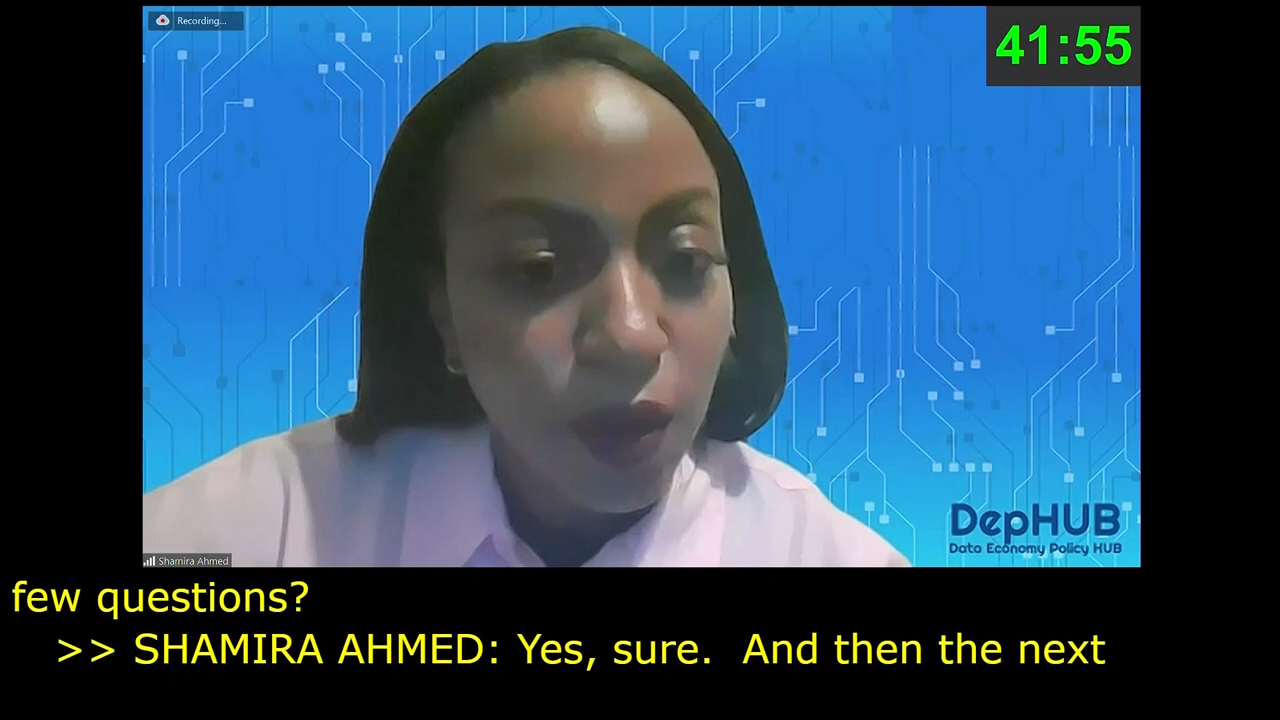 Recording...
41:55
DepHUB
Data Economy Policy HUB
Shamira Ahmed
few questions?
>> SHAMIRA AHMED: Yes, sure.  And then the next